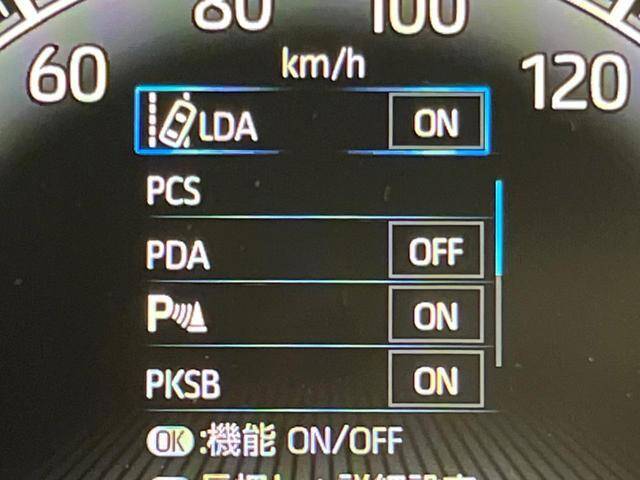 80 100
60 km/h 120
LDA ON
PCS
PDA OFF
P ON
PKSB ON
OK :機能 ON/OFF